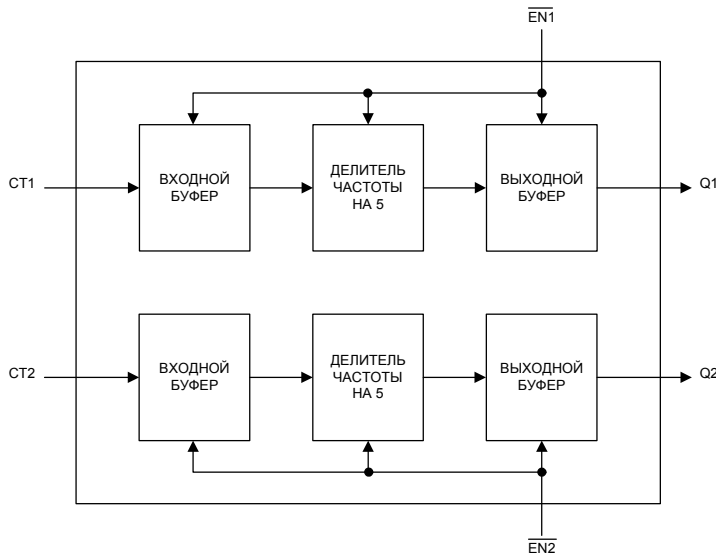 EN1
CT1
ВХОДНОЙ
БУФЕР
ДЕЛИТЕЛЬ
ЧАСТОТЫ
НА 5
ВЫХОДНОЙ
БУФЕР
Q1
CT2
ВХОДНОЙ
БУФЕР
ДЕЛИТЕЛЬ
ЧАСТОТЫ
НА 5
ВЫХОДНОЙ
БУФЕР
Q2
EN2